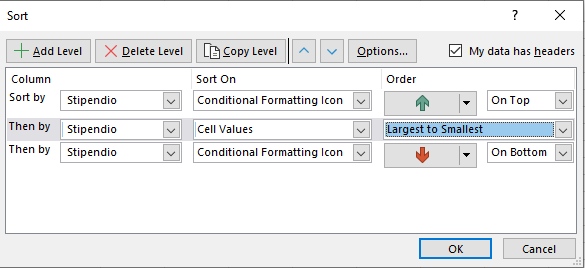 Sort ? ×
Add Level Delete Level Copy Level Options... My data has headers
Column Sort On Order
Sort by Stipendio Conditional Formatting Icon On Top
Then by Stipendio Cell Values Largest to Smallest
Then by Stipendio Conditional Formatting Icon On Bottom
OK Cancel